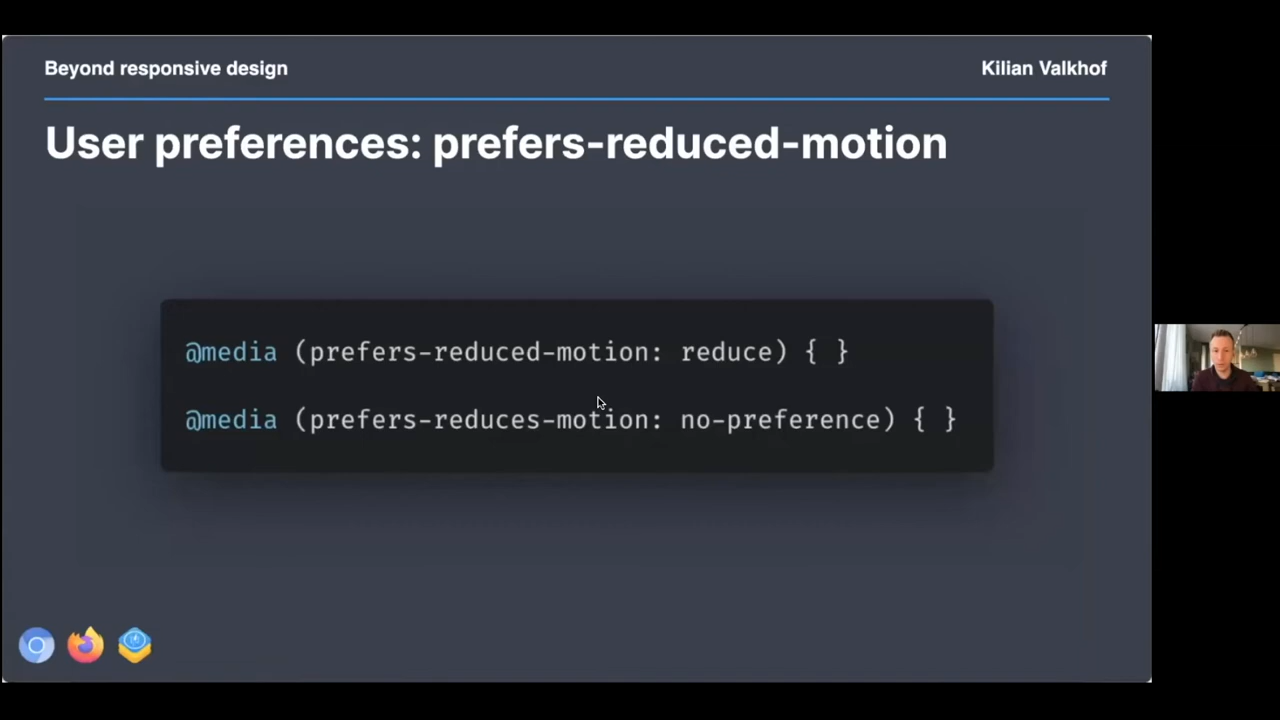 Beyond responsive design
Kilian Valkhof
User preferences: prefers-reduced-motion
@media (prefers-reduced-motion: reduce) { }
@media (prefers-reduces-motion: no-preference) { }